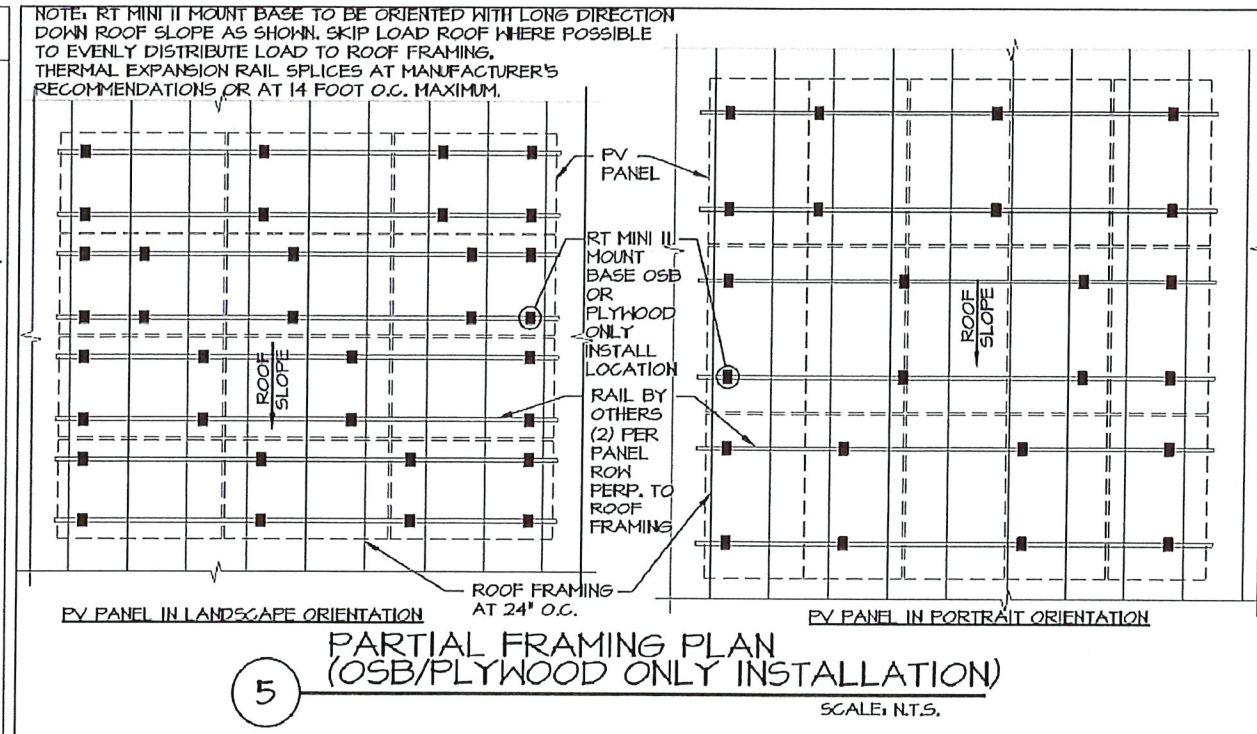 NOTE: RT MINI II MOUNT BASE TO BE ORIENTED WITH LONG DIRECTION
DOWN ROOF SLOPE AS SHOWN. SKIP LOAD ROOF WHERE POSSIBLE
TO EVENLY DISTRIBUTE LOAD TO ROOF FRAMING.
THERMAL EXPANSION RAIL SPLICES AT MANUFACTURER'S
RECOMMENDATIONS OR AT 14 FOOT O.C. MAXIMUM.
PV
PANEL
RT MINI II
MOUNT
BASE OSB
OR
PLYWOOD
ONLY
INSTALL
LOCATION
RAIL BY
OTHERS
(2) PER
PANEL
ROW
PERP. TO
ROOF
FRAMING
ROOF
SLOPE
ROOF
SLOPE
ROOF FRAMING
AT 24" O.C.
PV PANEL IN LANDSCAPE ORIENTATION
PV PANEL IN PORTRAIT ORIENTATION
5
PARTIAL FRAMING PLAN
(OSB/PLYWOOD ONLY INSTALLATION)
SCALE: N.T.S.